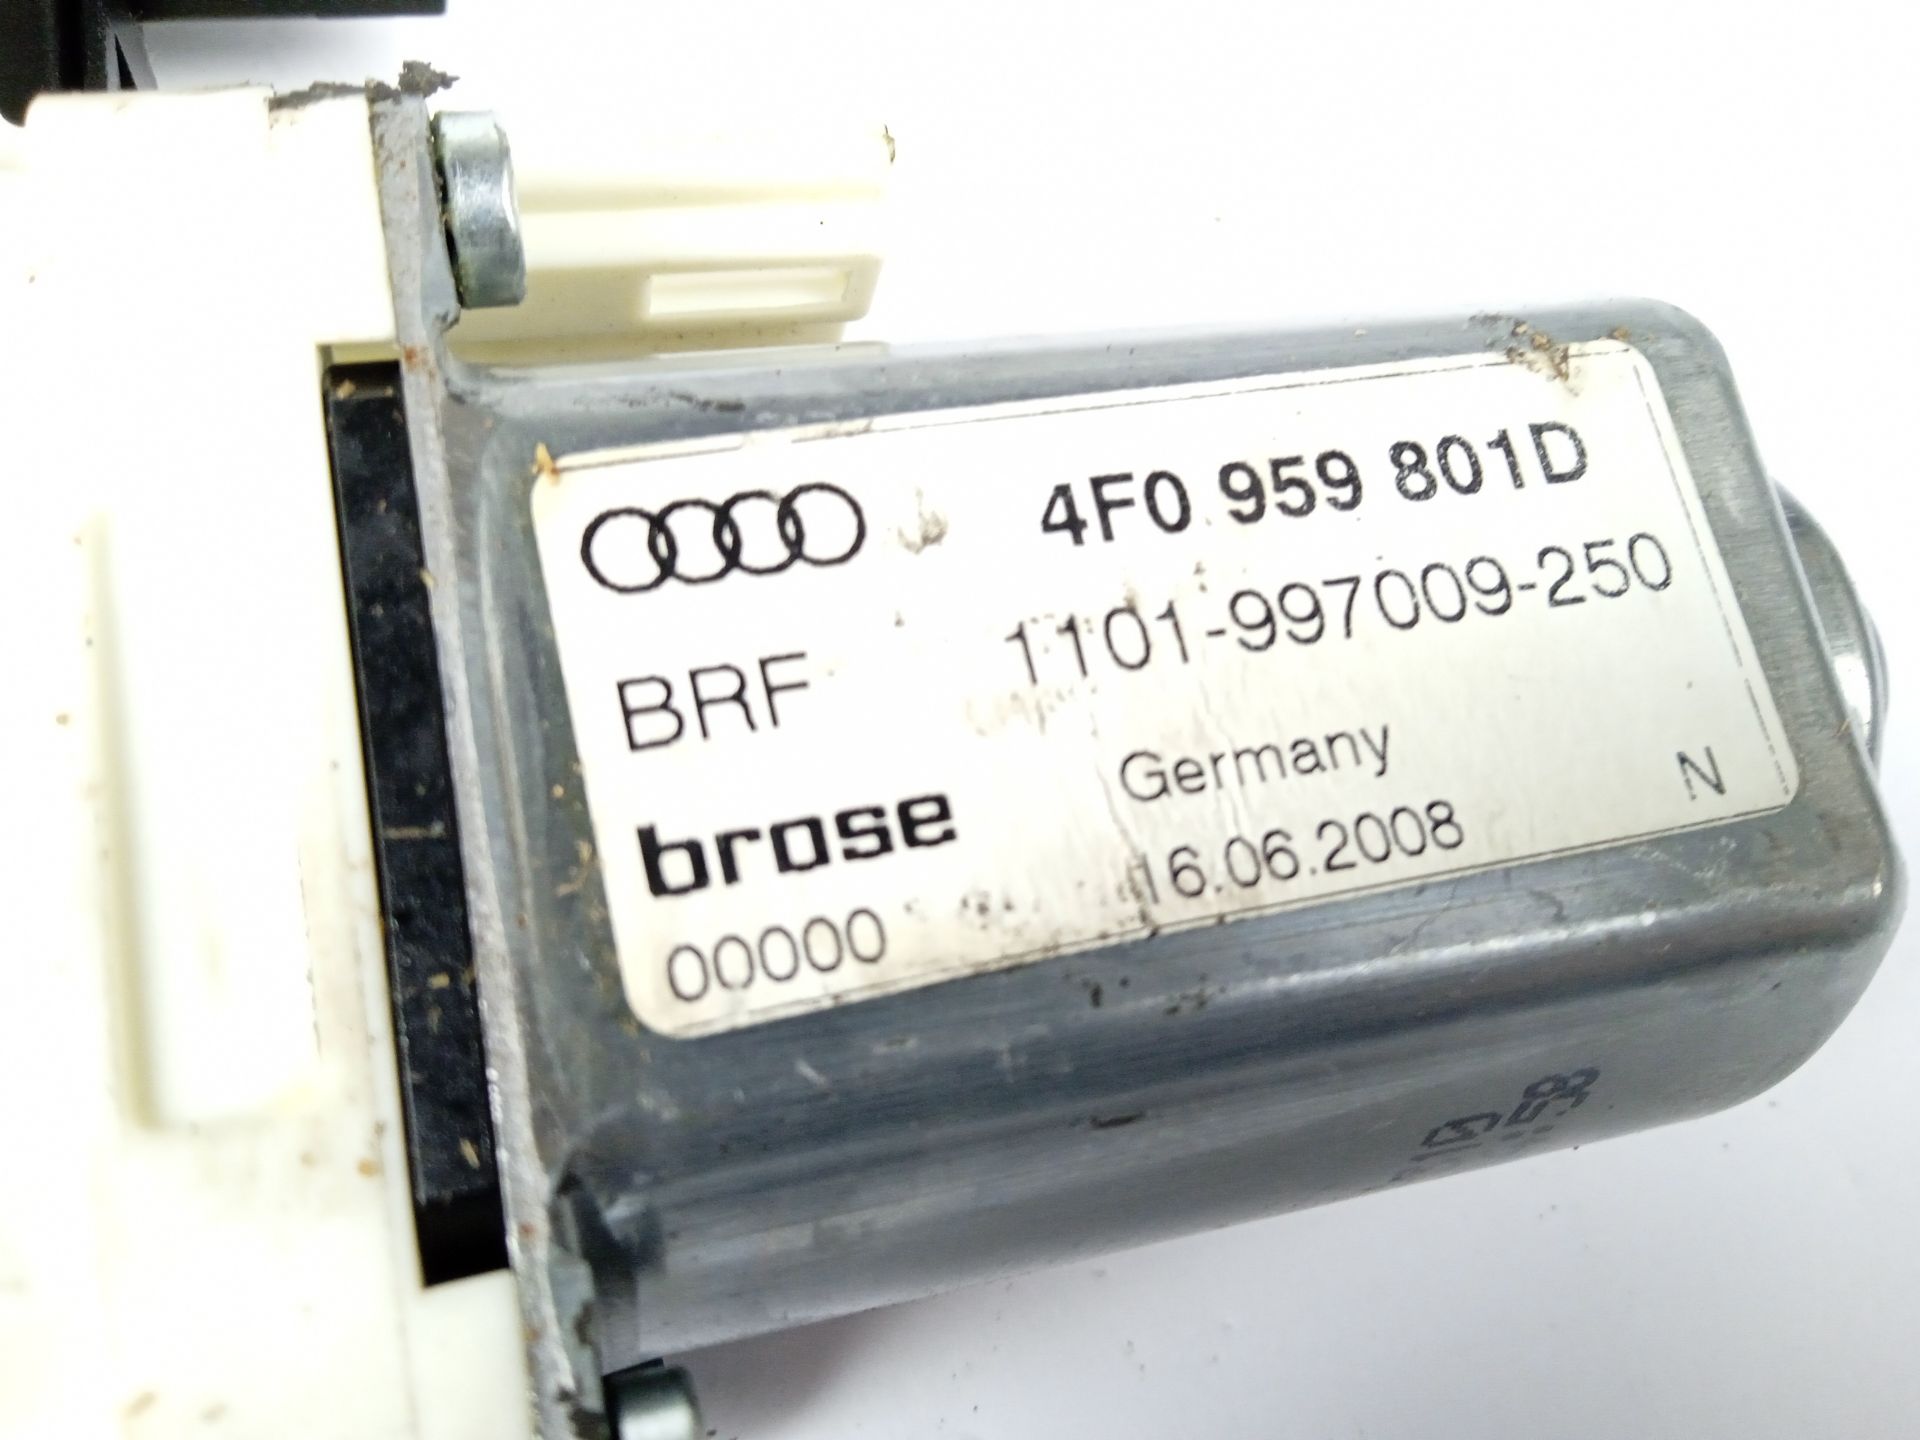 4F0 959 801D
BRF 1101-997009-250
brose Germany N
00000 16.06.2008